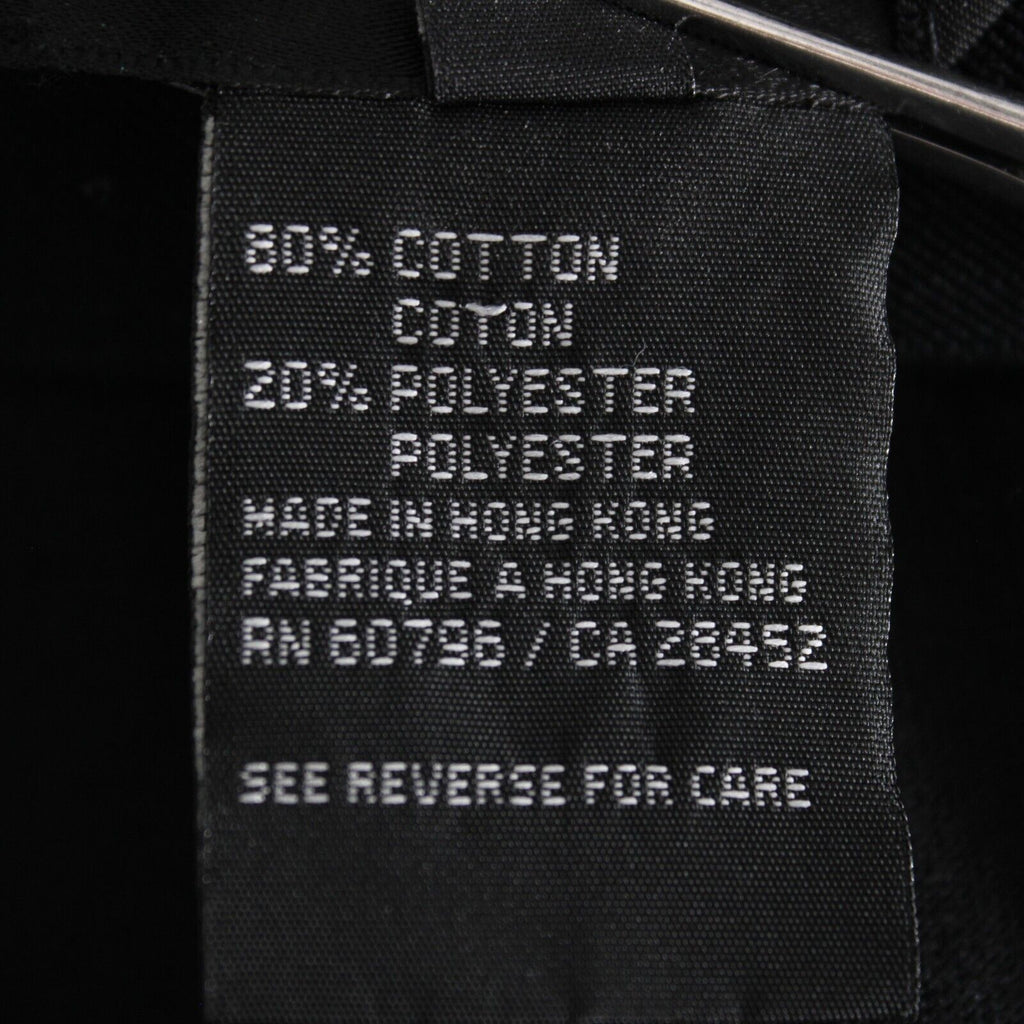 80% COTTON
COTON
20% POLYESTER
POLYESTER
MADE IN HONG KONG
FABRIQUE A HONG KONG
RN 60796 / CA 28452
SEE REVERSE FOR CARE